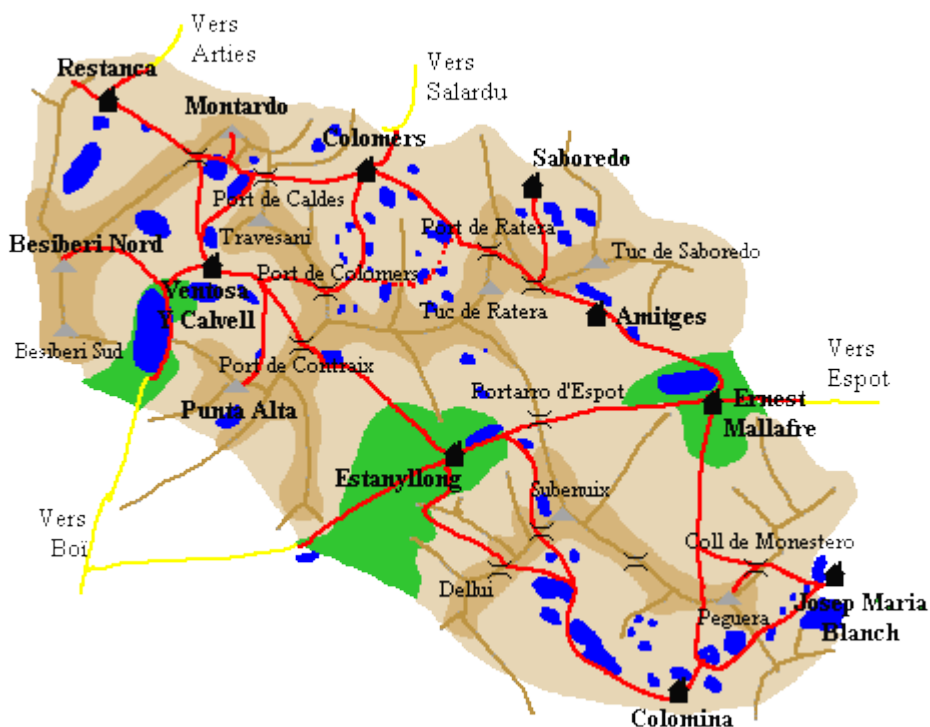 Vers
Arties
Restanca
Vers
Salardu
Montardo
Colomers
Saboredo
Port de Caldes
Port de Ratera
Besiberi Nord
Travesani
Tuc de Saboredo
Port de Colomers
Ventosa
Y Calvell
Tuc de Ratera
Amitges
Besiberi Sud
Port de Contraix
Vers
Espot
Punta Alta
Portarro d'Espot
Ernest
Mallafre
Estanyllong
Subenuix
Vers
Boï
Coll de Monestero
Delhui
Peguera
Josep Maria
Blanch
Colomina